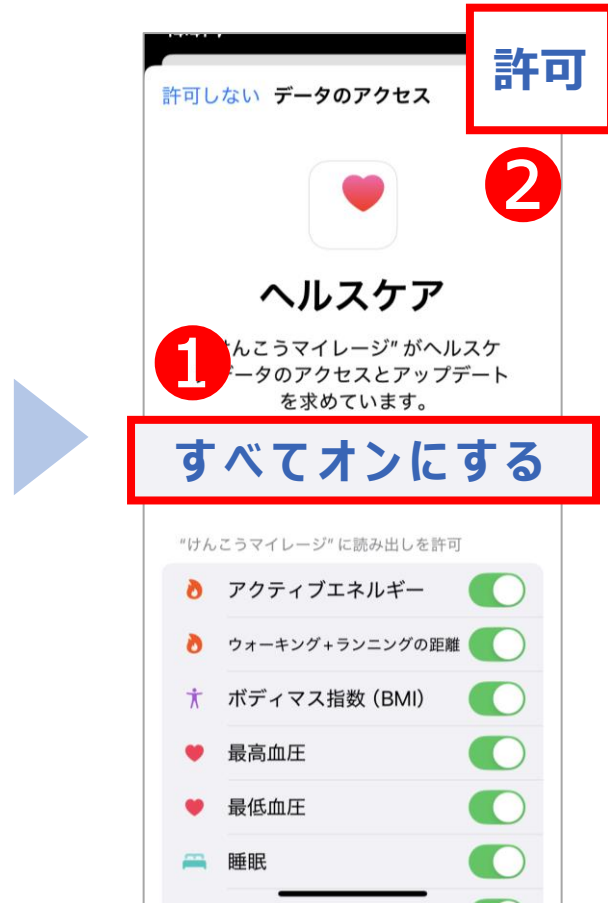 許可しない データのアクセス
許可
2
ヘルスケア
1
んこうマイレージ" がヘルスケ
ータのアクセスとアップデート
を求めています。
すべてオンにする
"けんこうマイレージ" に読み出しを許可
アクティブエネルギー
ウォーキング+ランニングの距離
ボディマス指数 (BMI)
最高血圧
最低血圧
睡眠